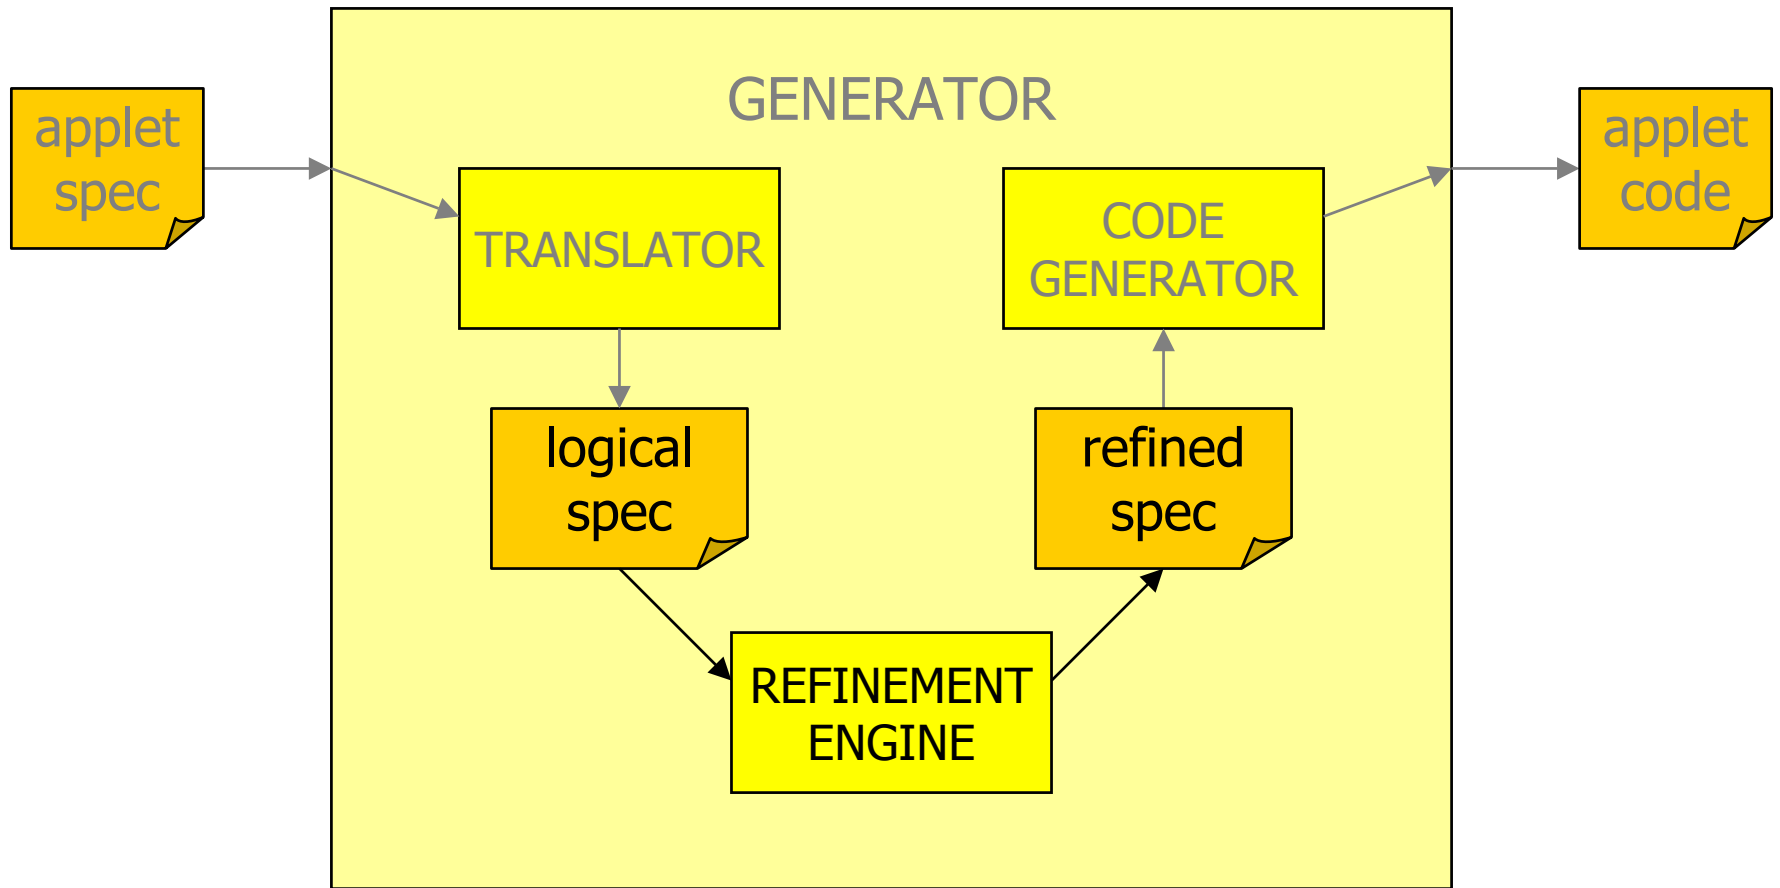 GENERATOR
applet
spec
TRANSLATOR
logical
spec
REFINEMENT
ENGINE
refined
spec
CODE
GENERATOR
applet
code